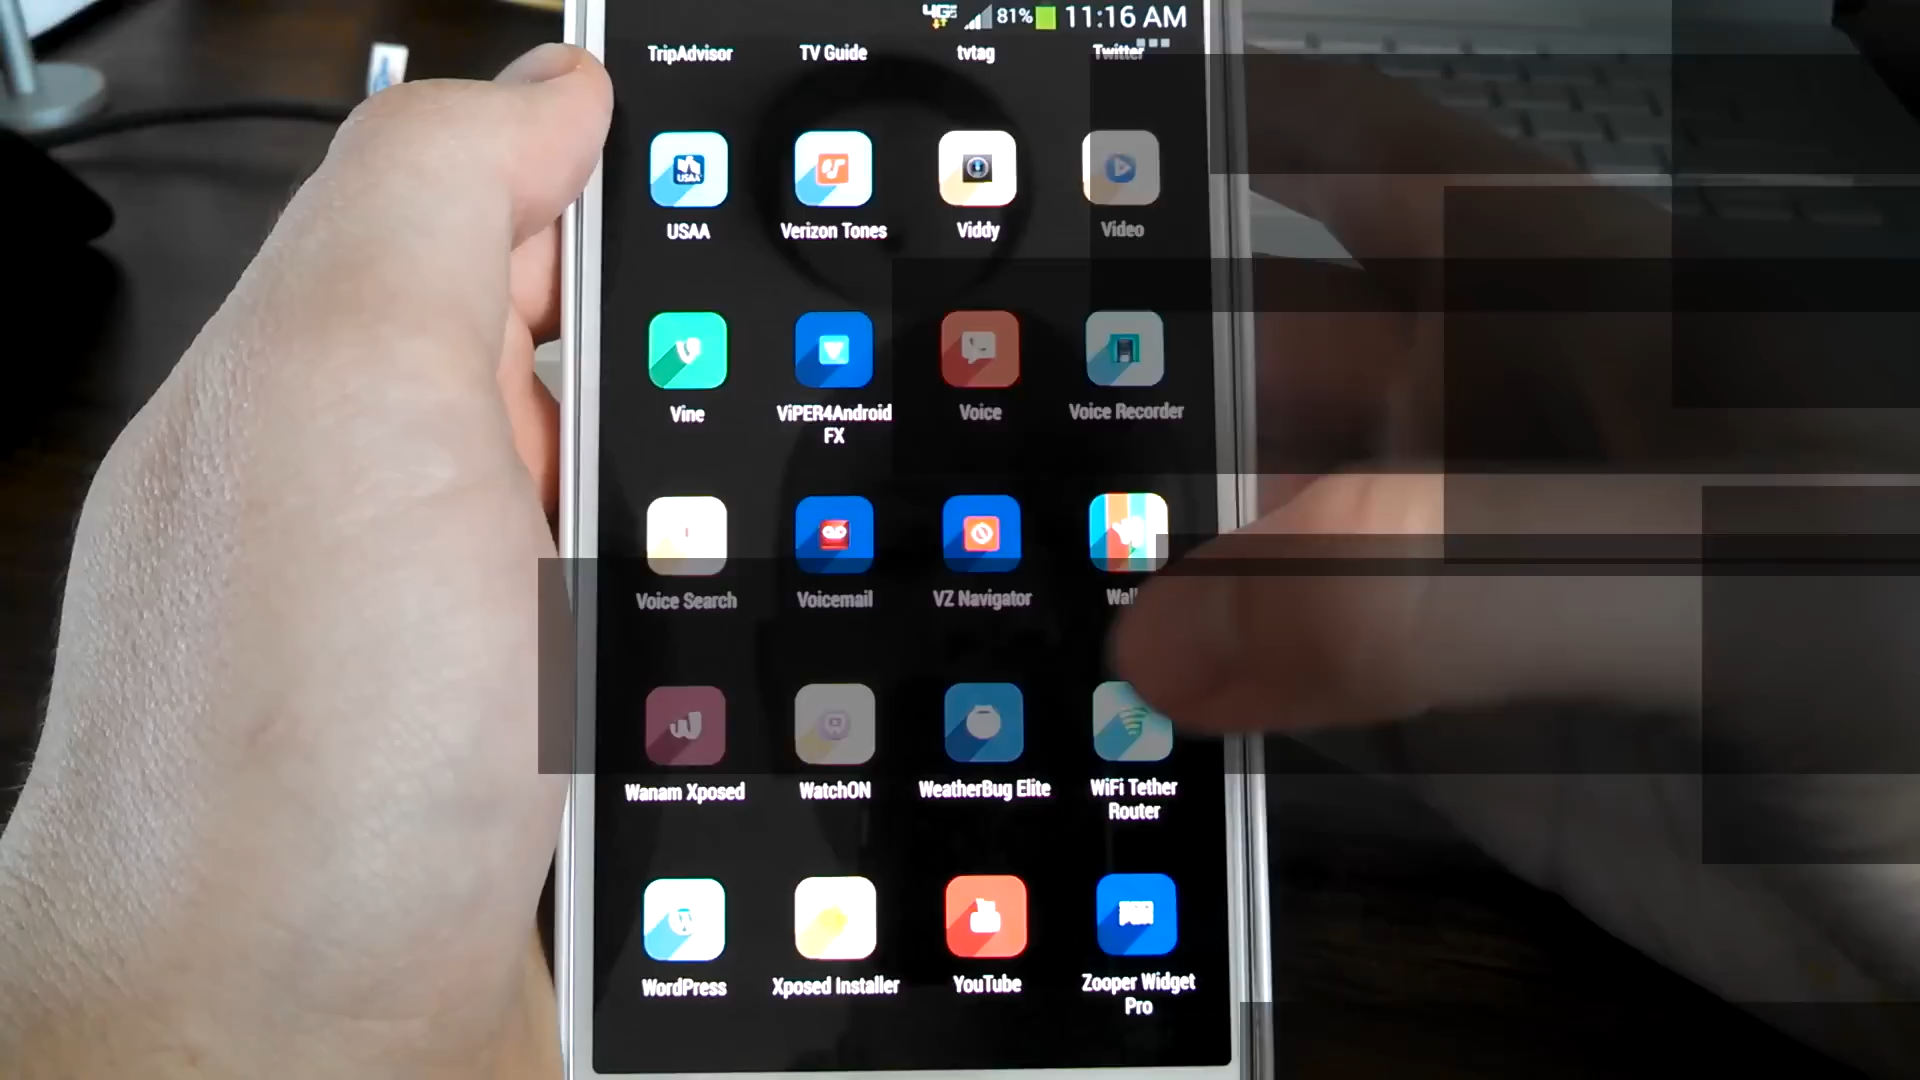 4G 81% 11:16 AM
TripAdvisor TV Guide tvtag Twitter
USAA
USAA Verizon Tones Viddy Video
Vine ViPER4Android FX Voice Voice Recorder
Voice Search Voicemail VZ Navigator
Wanam Xposed WatchON WeatherBug Elite WiFi Tether Router
WordPress Xposed Installer YouTube Zooper Widget Pro